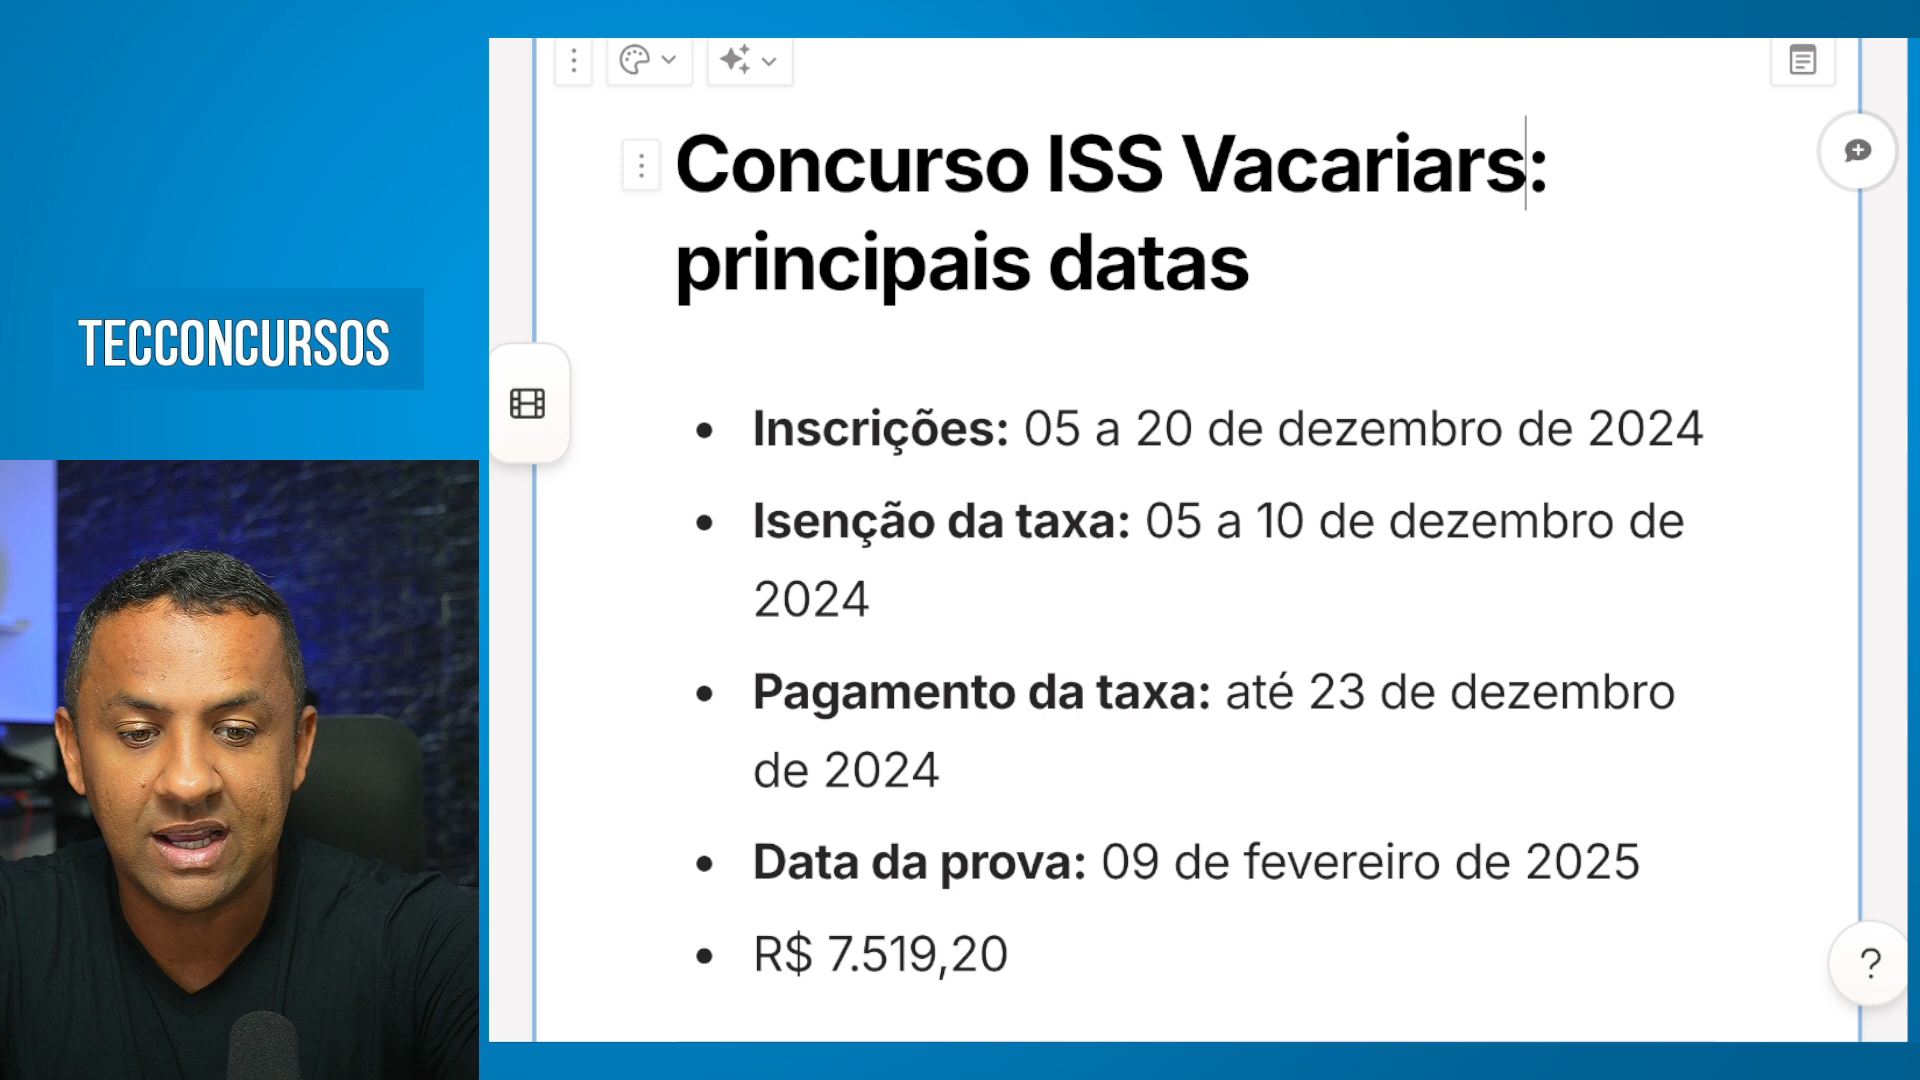 TECCONCURSOS
Concurso ISS Vacariars:
principais datas
• Inscrições: 05 a 20 de dezembro de 2024
• Isenção da taxa: 05 a 10 de dezembro de
2024
• Pagamento da taxa: até 23 de dezembro
de 2024
• Data da prova: 09 de fevereiro de 2025
• R$ 7.519,20
?